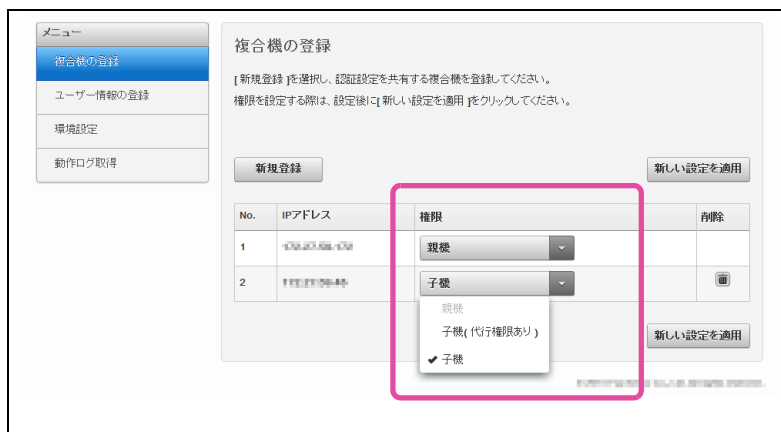 メニュー
複合機の登録
ユーザー情報の登録
環境設定
動作ログ取得
複合機の登録
[新規登録]を選択し、認証設定を共有する複合機を登録してください。
権限を設定する際は、設定後に[新しい設定を適用]をクリックしてください。
新規登録
新しい設定を適用
No. IPアドレス 権限 削除
1 親機
2 子機
親機
子機(代行権限あり)
✔ 子機
新しい設定を適用